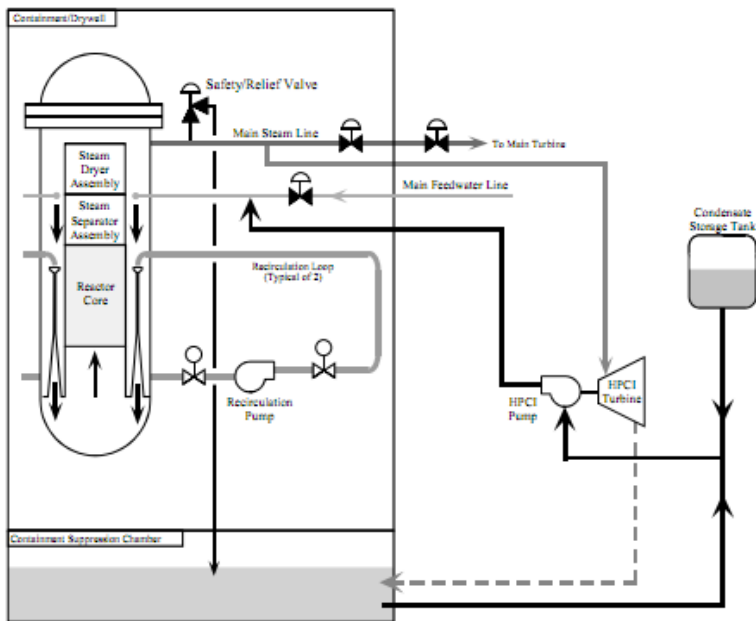 Containment/Drywell
Safety/Relief Valve
Main Steam Line
To Main Turbine
Steam
Dryer
Assembly
Main Feedwater Line
Steam
Separator
Assembly
Condensate
Storage Tank
Recirculation Loop
(Typical of 2)
Reactor
Core
HPCI
Turbine
HPCI
Pump
Recirculation
Pump
Containment Suppression Chamber